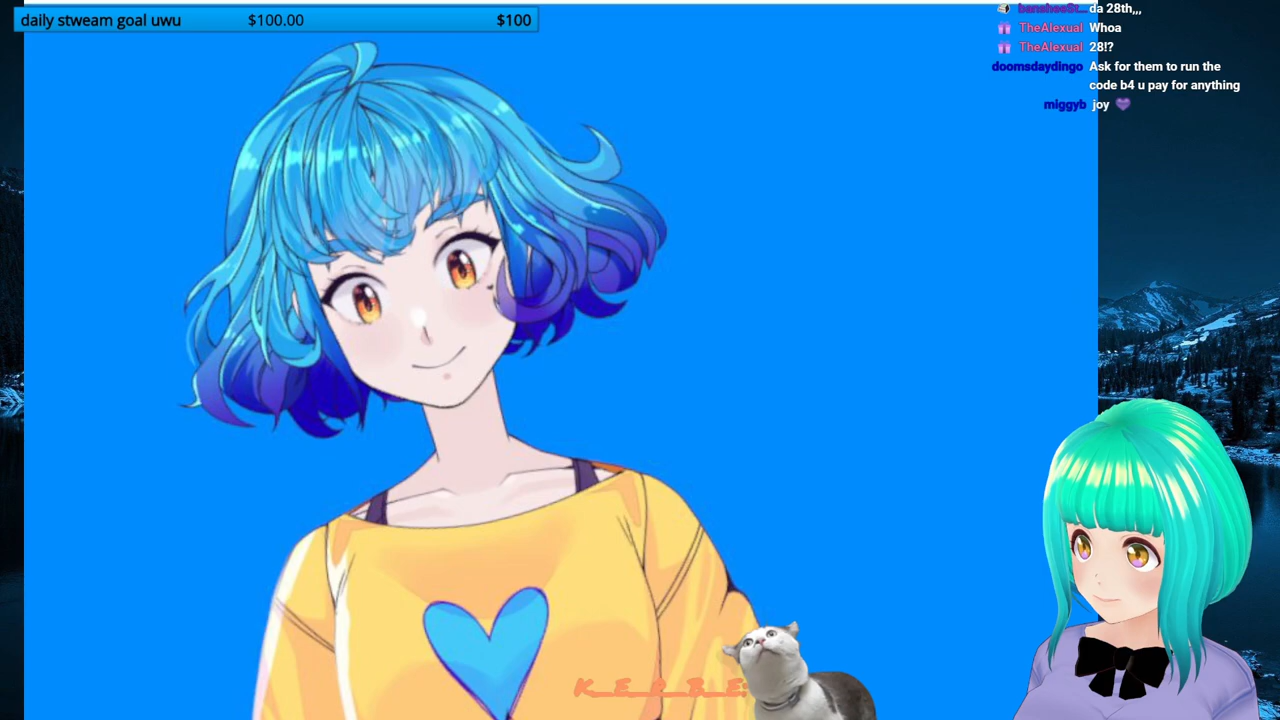 daily stweam goal uwu $100.00 $100
da 28th,,,
TheAlexual Whoa
TheAlexual 28!?
doomsdaydingo Ask for them to run the
code b4 u pay for anything
miggyb joy 💜